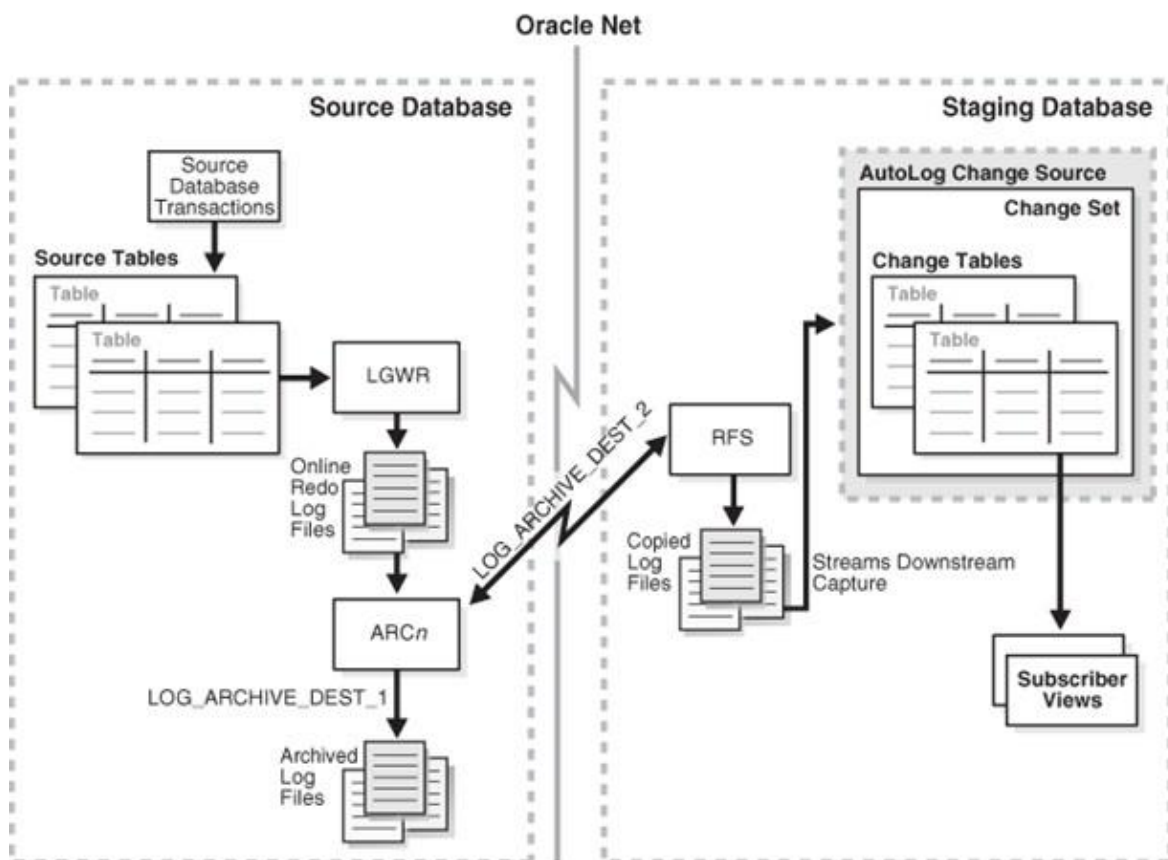 Oracle Net
Source Database
Source
Database
Transactions
Source Tables
Table
Table
LGWR
Online
Redo
Log
Files
ARCn
LOG_ARCHIVE_DEST_1
Archived
Log
Files
LOG_ARCHIVE_DEST_2
Staging Database
AutoLog Change Source
Change Set
Change Tables
Table
Table
RFS
Copied
Log
Files
Streams Downstream
Capture
Subscriber
Views